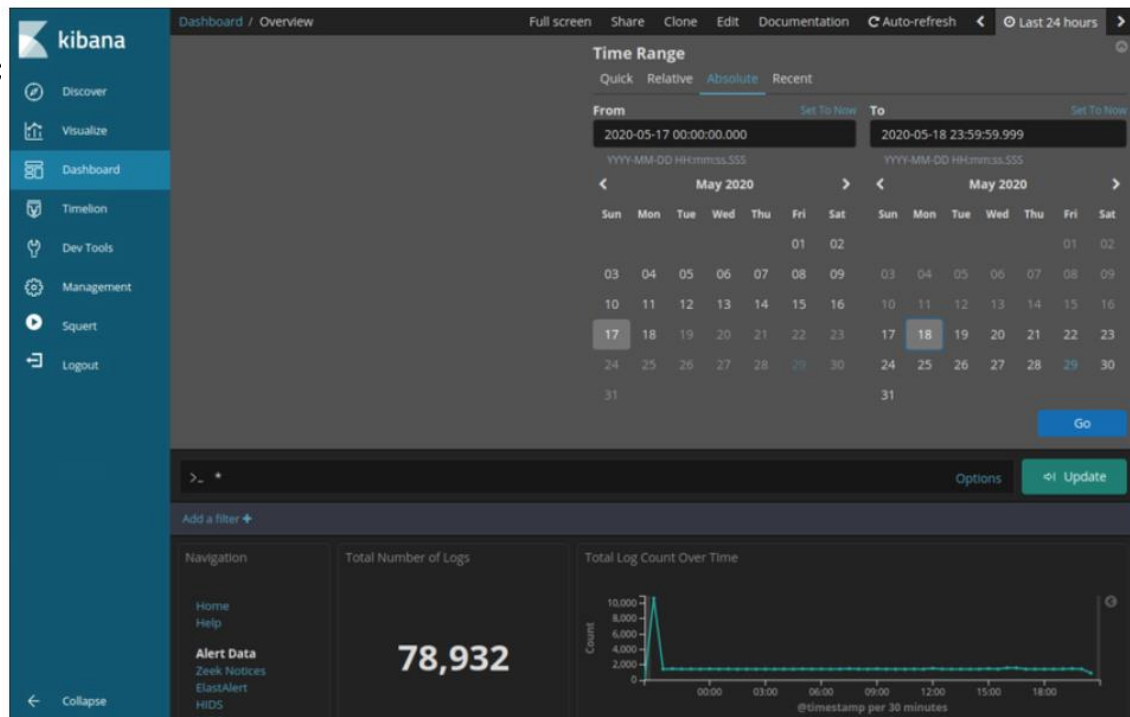 kibana
Discover
Visualize
Dashboard
Timelion
Dev Tools
Management
Squert
Logout
Collapse
Dashboard / Overview Full screen Share Clone Edit Documentation Auto-refresh Last 24 hours
Time Range
Quick Relative Absolute Recent
From Set To Now To Set To Now
2020-05-17 00:00:00.000 2020-05-18 23:59:59.999
YYYY-MM-DD HH:mm:ss.SSS YYYY-MM-DD HH:mm:ss.SSS
May 2020 May 2020
Sun Mon Tue Wed Thu Fri Sat Sun Mon Tue Wed Thu Fri Sat
01 02 01 02
03 04 05 06 07 08 09 03 04 05 06 07 08 09
10 11 12 13 14 15 16 10 11 12 13 14 15 16
17 18 19 20 21 22 23 17 18 19 20 21 22 23
24 25 26 27 28 29 30 24 25 26 27 28 29 30
31 31
Go
>_ * Options Update
Add a filter +
Navigation
Home
Help
Alert Data
Zeek Notices
ElastAlert
HIDS
Total Number of Logs
78,932
Total Log Count Over Time
Count
10,000
8,000
6,000
4,000
2,000
0
00:00 03:00 06:00 09:00 12:00 15:00 18:00
@timestamp per 30 minutes